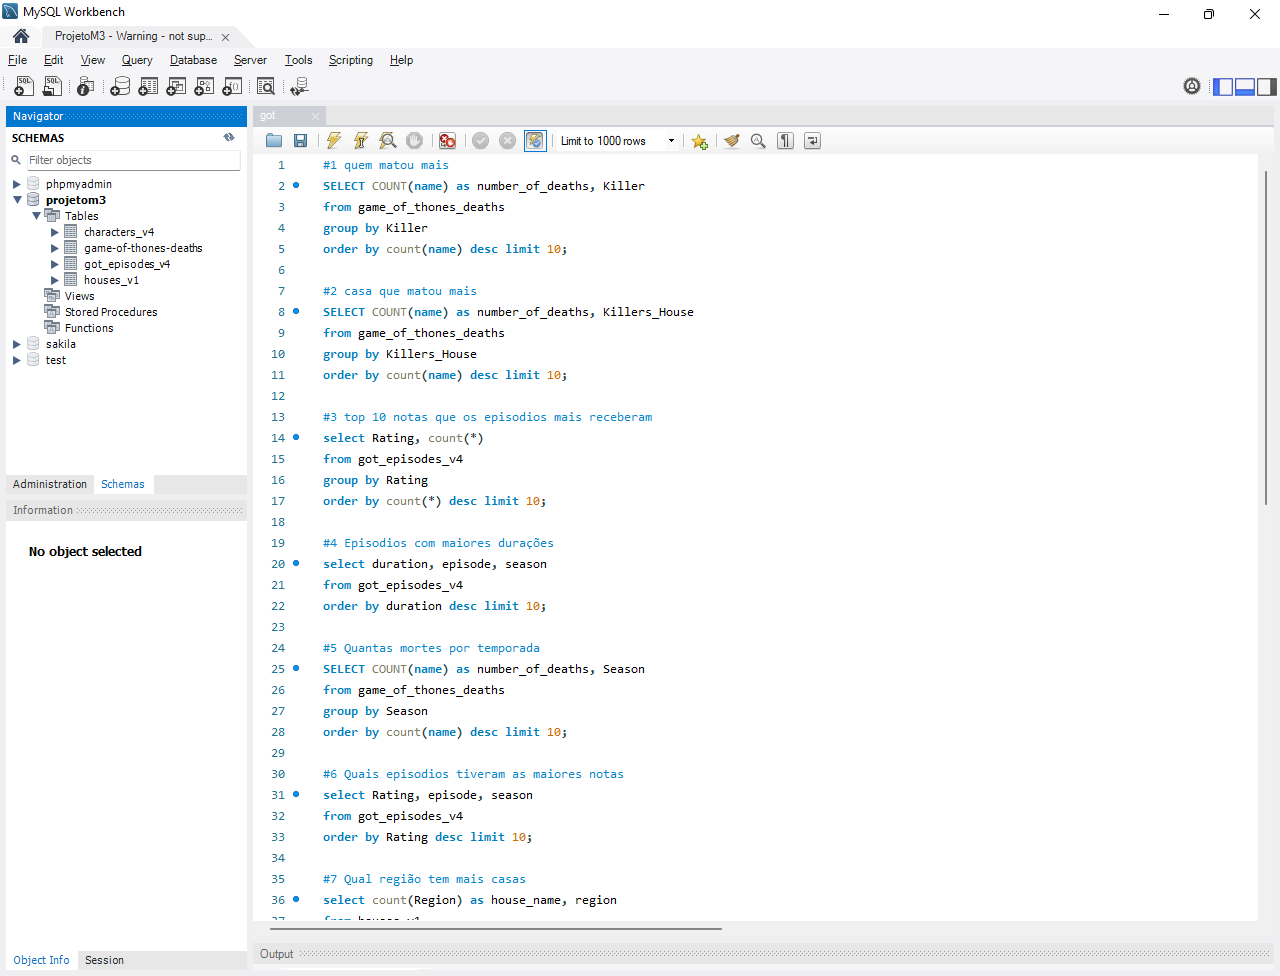 MySQL Workbench
ProjetoM3 - Warning - not sup...
File Edit View Query Database Server Tools Scripting Help
Navigator
SCHEMAS
Filter objects
phpmyadmin
projetom3
Tables
characters_v4
game-of-thones-deaths
got_episodes_v4
houses_v1
Views
Stored Procedures
Functions
sakila
test
Administration Schemas
Information
No object selected
Object Info Session
got
Limit to 1000 rows
1 #1 quem matou mais
2 SELECT COUNT(name) as number_of_deaths, Killer
3 from game_of_thones_deaths
4 group by Killer
5 order by count(name) desc limit 10;
6
7 #2 casa que matou mais
8 SELECT COUNT(name) as number_of_deaths, Killers_House
9 from game_of_thones_deaths
10 group by Killers_House
11 order by count(name) desc limit 10;
12
13 #3 top 10 notas que os episodios mais receberam
14 select Rating, count(*)
15 from got_episodes_v4
16 group by Rating
17 order by count(*) desc limit 10;
18
19 #4 Episodios com maiores durações
20 select duration, episode, season
21 from got_episodes_v4
22 order by duration desc limit 10;
23
24 #5 Quantas mortes por temporada
25 SELECT COUNT(name) as number_of_deaths, Season
26 from game_of_thones_deaths
27 group by Season
28 order by count(name) desc limit 10;
29
30 #6 Quais episodios tiveram as maiores notas
31 select Rating, episode, season
32 from got_episodes_v4
33 order by Rating desc limit 10;
34
35 #7 Qual região tem mais casas
36 select count(Region) as house_name, region
37 from houses_v1
Output